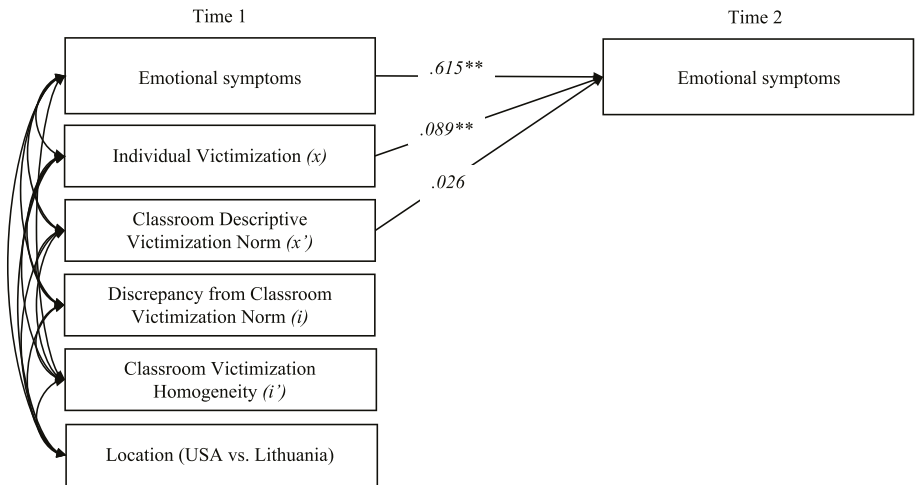 Time 1
Time 2
Emotional symptoms
.615**
Emotional symptoms
.089**
Individual Victimization (x)
.026
Classroom Descriptive
Victimization Norm (x’)
Discrepancy from Classroom
Victimization Norm (i)
Classroom Victimization
Homogeneity (i’)
Location (USA vs. Lithuania)